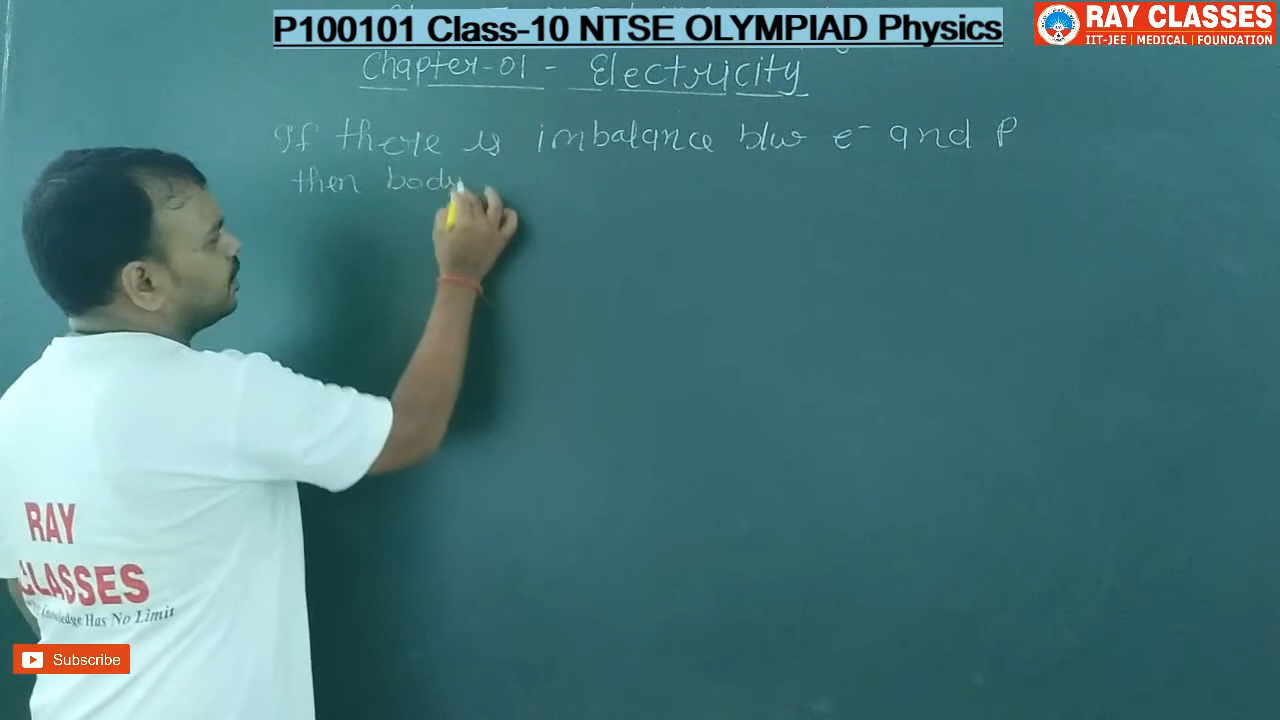 P100101 Class-10 NTSE OLYMPIAD Physics
RAY CLASSES
IIT-JEE | MEDICAL | FOUNDATION
Chapter-01 - Electricity
If there is imbalance b/w e⁻ and P
then body
RAY
CLASSES
Has No Limit
Subscribe